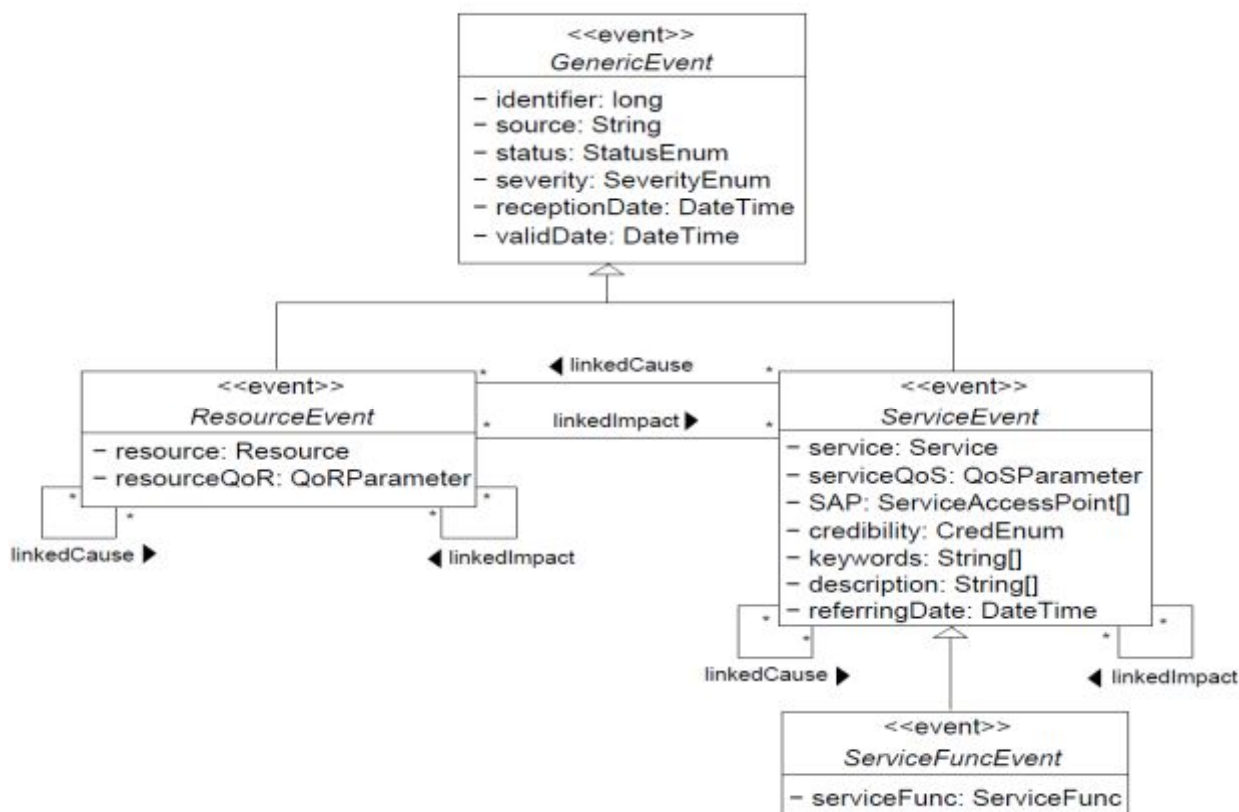 <<event>>
GenericEvent
− identifier: long
− source: String
− status: StatusEnum
− severity: SeverityEnum
− receptionDate: DateTime
− validDate: DateTime
◀ linkedCause
* *
linkedImpact ▶
* *
<<event>>
ResourceEvent
− resource: Resource
− resourceQoR: QoRParameter
* *
* *
linkedCause ▶
◀ linkedImpact
<<event>>
ServiceEvent
− service: Service
− serviceQoS: QoSParameter
− SAP: ServiceAccessPoint[]
− credibility: CredEnum
− keywords: String[]
− description: String[]
− referringDate: DateTime
* *
* *
linkedCause ▶
◀ linkedImpact
<<event>>
ServiceFuncEvent
− serviceFunc: ServiceFunc